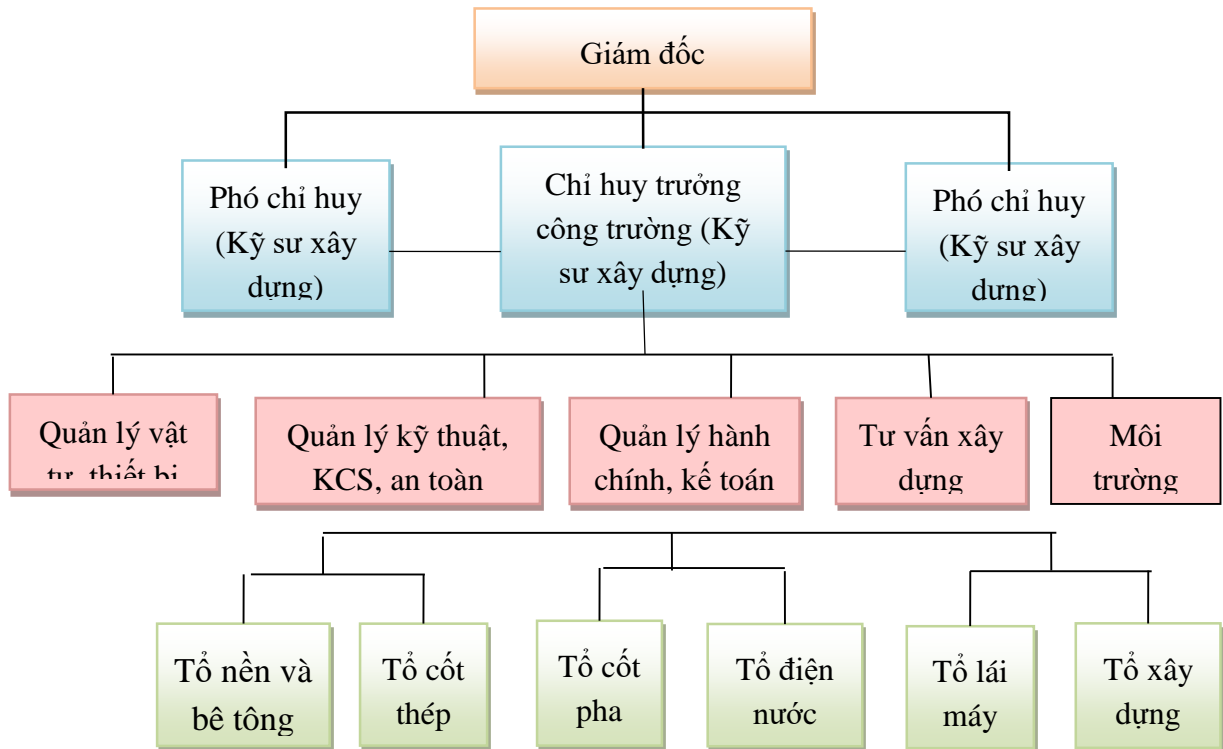 Giám đốc
Phó chỉ huy
(Kỹ sư xây
dựng)
Chỉ huy trưởng
công trường (Kỹ
sư xây dựng)
Phó chỉ huy
(Kỹ sư xây
dựng)
Quản lý vật
tư, thiết bị
Quản lý kỹ thuật,
KCS, an toàn
Quản lý hành
chính, kế toán
Tư vấn xây
dựng
Môi
trường
Tổ nền và
bê tông
Tổ cốt
thép
Tổ cốt
pha
Tổ điện
nước
Tổ lái
máy
Tổ xây
dựng